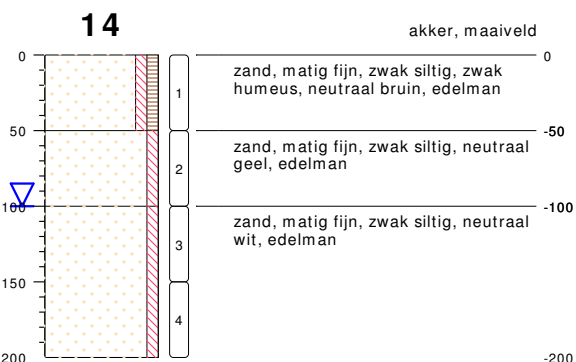 14
akker, maaiveld
0
0
zand, matig fijn, zwak siltig, zwak
humeus, neutraal bruin, edelman
1
50
-50
zand, matig fijn, zwak siltig, neutraal
geel, edelman
2
100
-100
zand, matig fijn, zwak siltig, neutraal
wit, edelman
3
150
4
200
-200